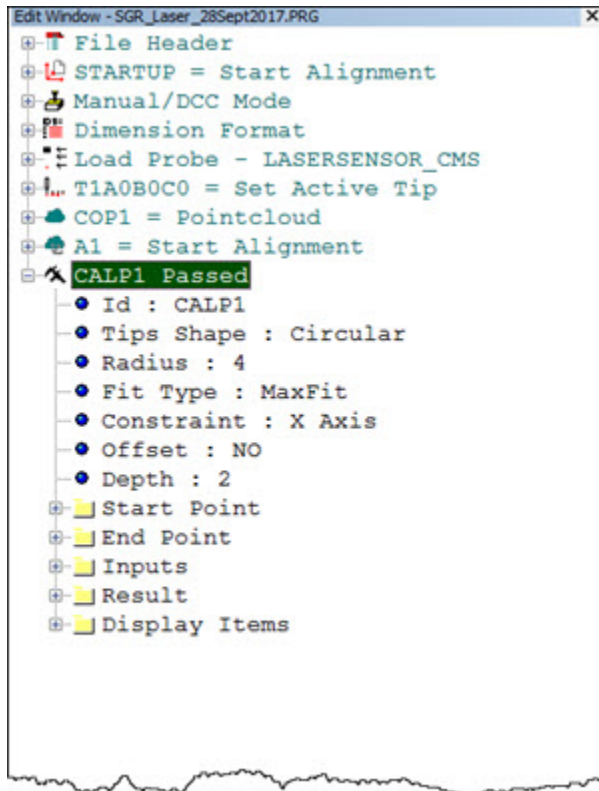 Edit Window - SGR_Laser_28Sept2017.PRG
File Header
STARTUP = Start Alignment
Manual/DCC Mode
Dimension Format
Load Probe - LASERSENSOR_CMS
T1A0B0C0 = Set Active Tip
COP1 = Pointcloud
A1 = Start Alignment
CALP1 Passed
Id : CALP1
Tips Shape : Circular
Radius : 4
Fit Type : MaxFit
Constraint : X Axis
Offset : NO
Depth : 2
Start Point
End Point
Inputs
Result
Display Items